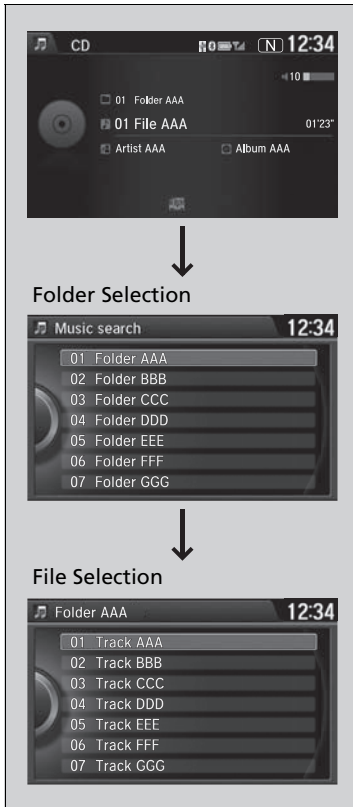 CD N 12:34
10
01 Folder AAA
01 File AAA 01'23"
Artist AAA Album AAA
Folder Selection
Music search 12:34
01 Folder AAA
02 Folder BBB
03 Folder CCC
04 Folder DDD
05 Folder EEE
06 Folder FFF
07 Folder GGG
File Selection
Folder AAA 12:34
01 Track AAA
02 Track BBB
03 Track CCC
04 Track DDD
05 Track EEE
06 Track FFF
07 Track GGG